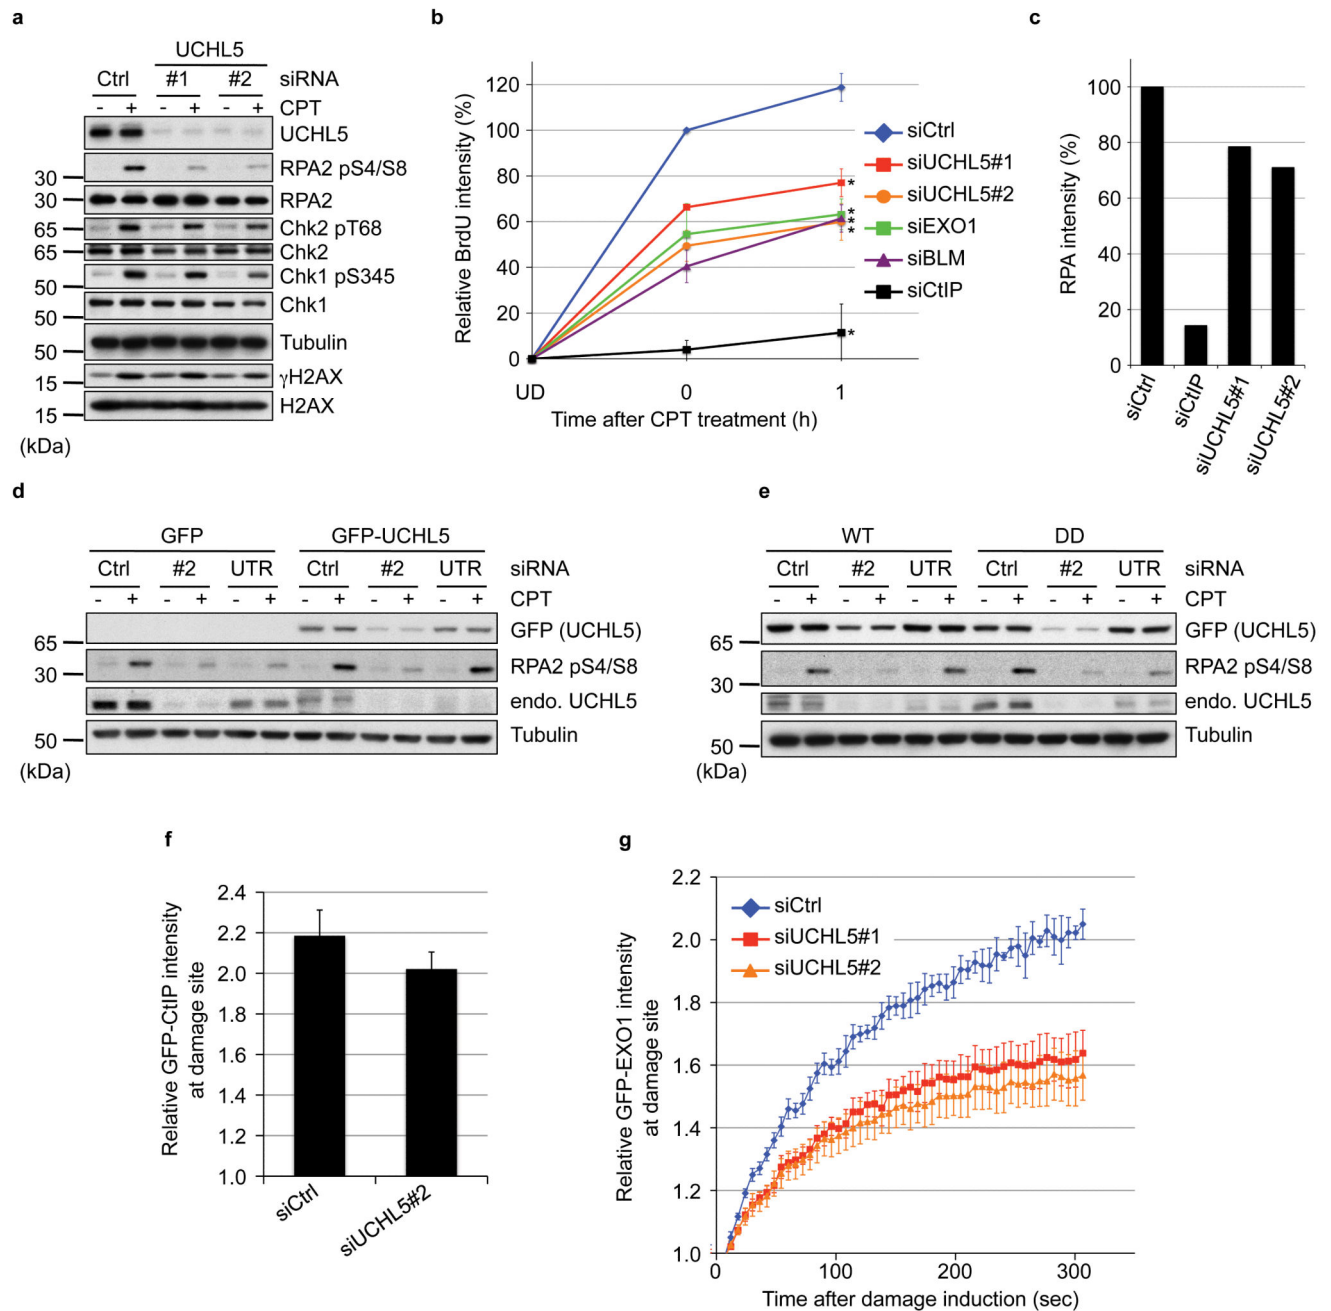 a
UCHL5
Ctrl #1 #2 siRNA
- + - + - + CPT
UCHL5
30 RPA2 pS4/S8
30 RPA2
65 Chk2 pT68
65 Chk2
50 Chk1 pS345
50 Chk1
50 Tubulin
15 γH2AX
15 H2AX
(kDa)
b
Relative BrdU intensity (%)
120
100
80
60
40
20
0
UD 0 1
Time after CPT treatment (h)
*
*
*
*
*
siCtrl
siUCHL5#1
siUCHL5#2
siEXO1
siBLM
siCtIP
c
RPA intensity (%)
100
80
60
40
20
0
siCtrl
siCtIP
siUCHL5#1
siUCHL5#2
d
GFP GFP-UCHL5
Ctrl #2 UTR Ctrl #2 UTR siRNA
- + - + - + - + - + - + CPT
65 GFP (UCHL5)
30 RPA2 pS4/S8
endo. UCHL5
50 Tubulin
(kDa)
e
WT DD
Ctrl #2 UTR Ctrl #2 UTR siRNA
- + - + - + - + - + - + CPT
65 GFP (UCHL5)
30 RPA2 pS4/S8
endo. UCHL5
50 Tubulin
(kDa)
f
Relative GFP-CtIP intensity
at damage site
2.4
2.2
2.0
1.8
1.6
1.4
1.2
1.0
siCtrl
siUCHL5#2
g
Relative GFP-EXO1 intensity
at damage site
2.2
2.0
1.8
1.6
1.4
1.2
1.0
siCtrl
siUCHL5#1
siUCHL5#2
0 100 200 300
Time after damage induction (sec)